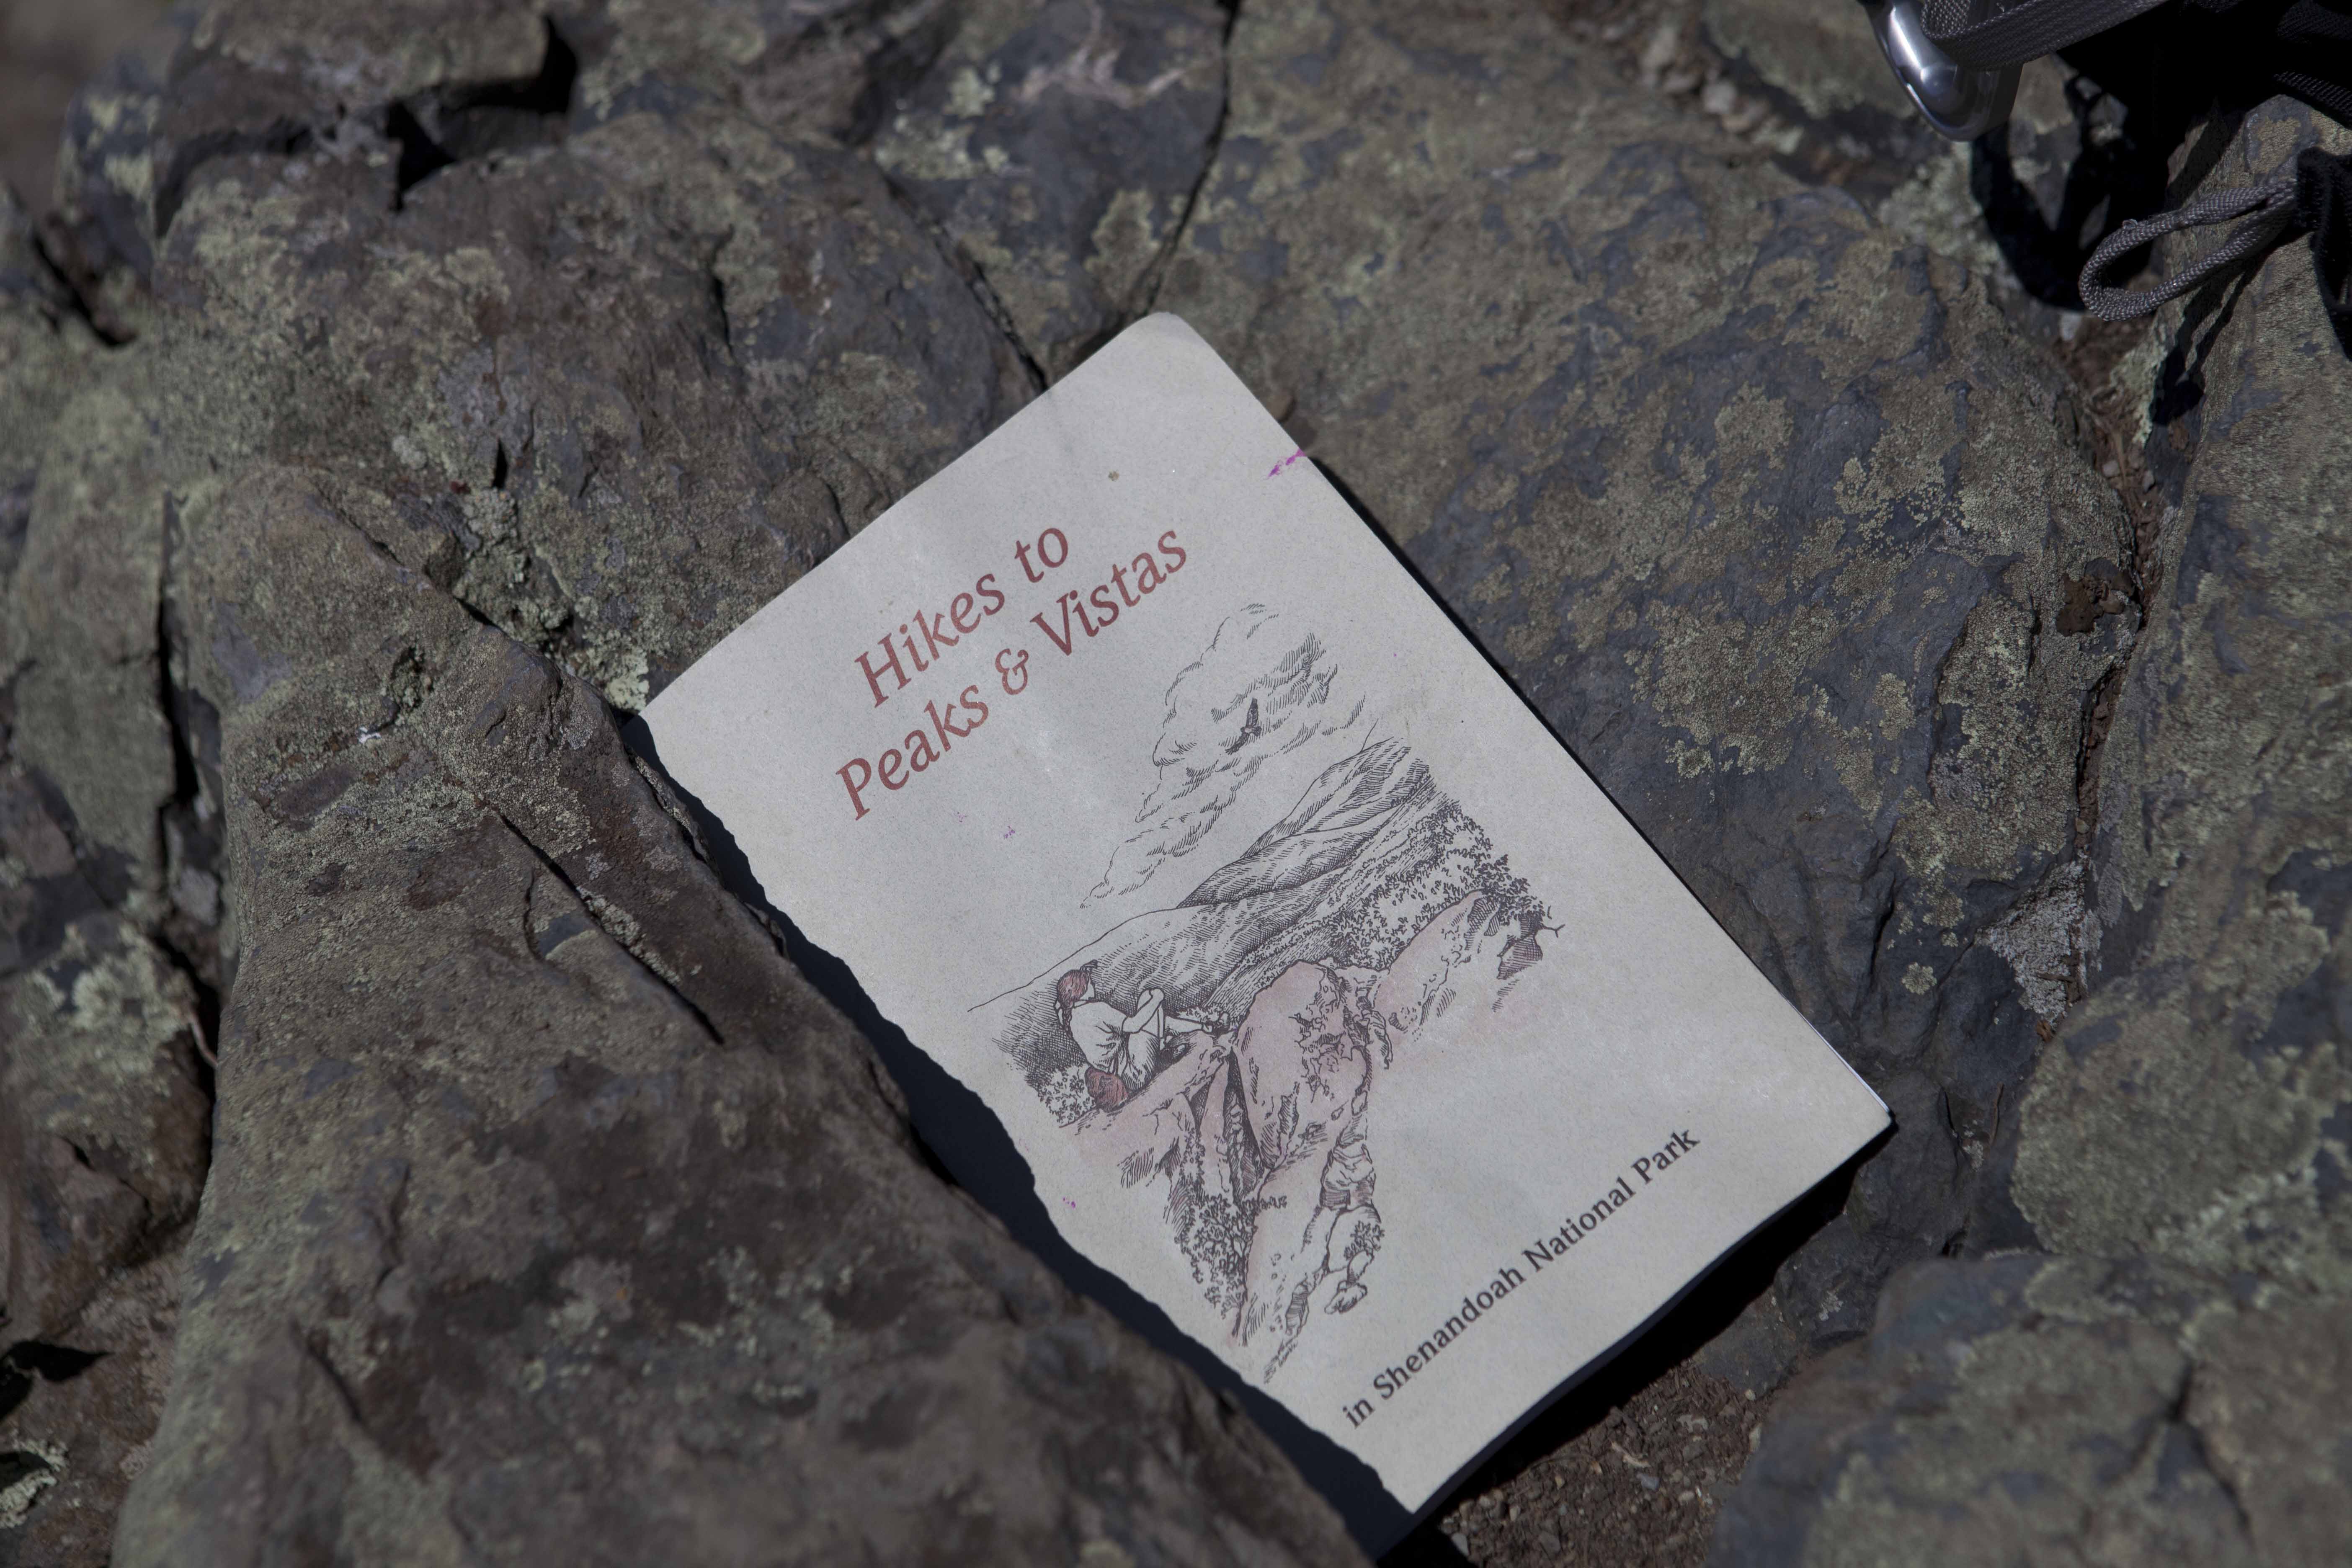 Hikes to
Peaks & Vistas
in Shenandoah National Park